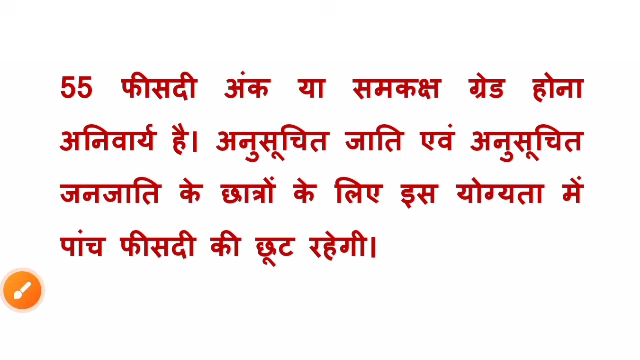 55 फीसदी अंक या समकक्ष ग्रेड होना
अनिवार्य है। अनुसूचित जाति एवं अनुसूचित
जनजाति के छात्रों के लिए इस योग्यता में
पांच फीसदी की छूट रहेगी।